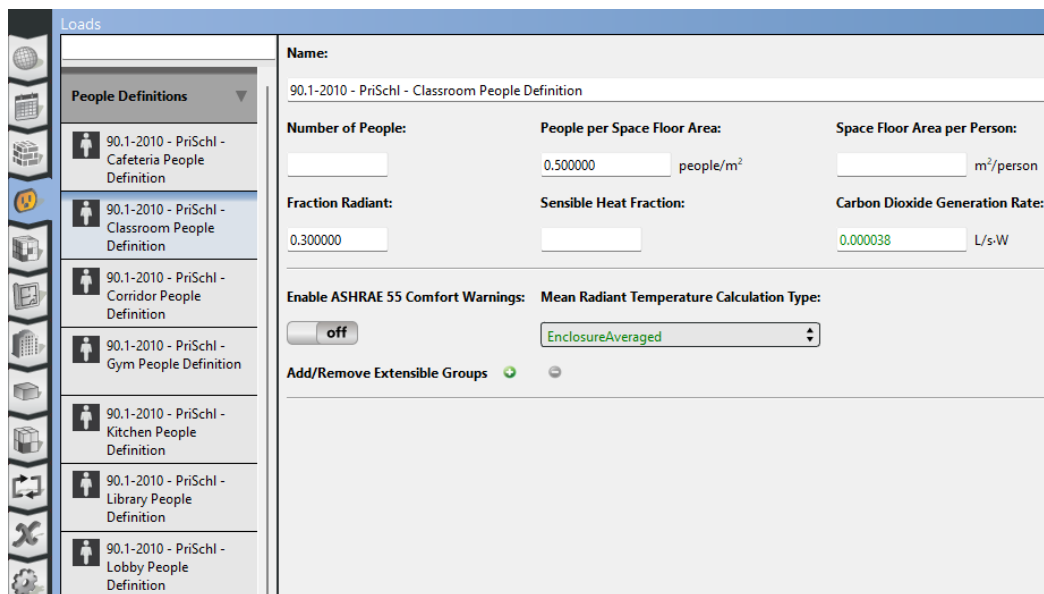 Loads
People Definitions
90.1-2010 - PriSchl -
Cafeteria People
Definition
90.1-2010 - PriSchl -
Classroom People
Definition
90.1-2010 - PriSchl -
Corridor People
Definition
90.1-2010 - PriSchl -
Gym People Definition
90.1-2010 - PriSchl -
Kitchen People
Definition
90.1-2010 - PriSchl -
Library People
Definition
90.1-2010 - PriSchl -
Lobby People
Definition
Name:
90.1-2010 - PriSchl - Classroom People Definition
Number of People: People per Space Floor Area: Space Floor Area per Person:
0.500000 people/m² m²/person
Fraction Radiant: Sensible Heat Fraction: Carbon Dioxide Generation Rate:
0.300000 0.000038 L/s·W
Enable ASHRAE 55 Comfort Warnings: Mean Radiant Temperature Calculation Type:
off EnclosureAveraged
Add/Remove Extensible Groups